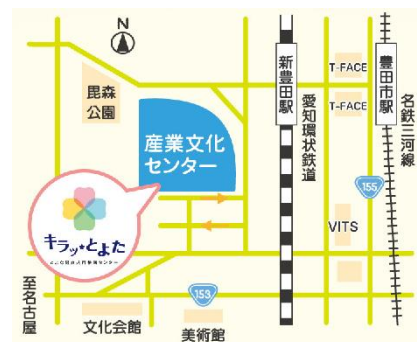 N
毘森
公園
産業文化
センター
新豊田駅
愛知環状鉄道
T-FACE
T-FACE
豊田市駅
名鉄三河線
155
キラッ☆とよた
VITS
至名古屋
153
文化会館
美術館